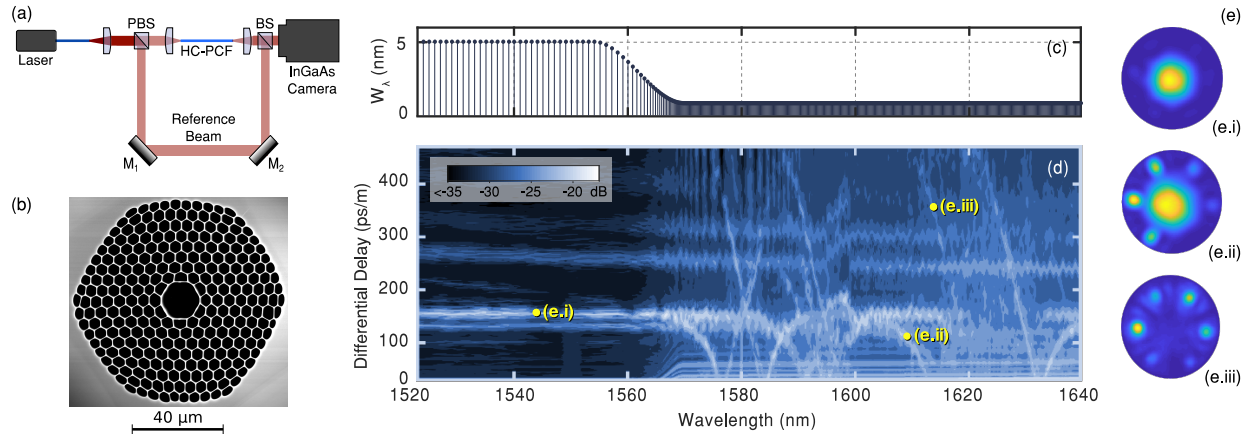 (a)
PBS
BS
Laser
HC-PCF
InGaAs
Camera
Reference
Beam
M1
M2
(b)
40 μm
(c)
Wλ (nm)
5
0
(d)
<-35
-30
-25
-20
dB
Differential Delay (ps/m)
400
300
200
100
0
(e.i)
(e.ii)
(e.iii)
1520
1540
1560
1580
1600
1620
1640
Wavelength (nm)
(e)
(e.i)
(e.ii)
(e.iii)